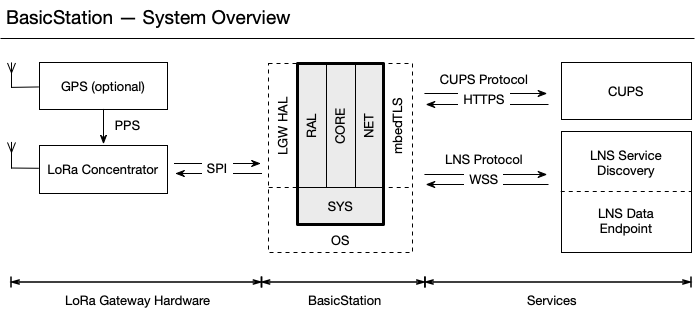 BasicStation — System Overview
GPS (optional)
PPS
LoRa Concentrator
SPI
LGW HAL
RAL
CORE
NET
mbedTLS
SYS
OS
CUPS Protocol
HTTPS
LNS Protocol
WSS
CUPS
LNS Service
Discovery
LNS Data
Endpoint
LoRa Gateway Hardware
BasicStation
Services